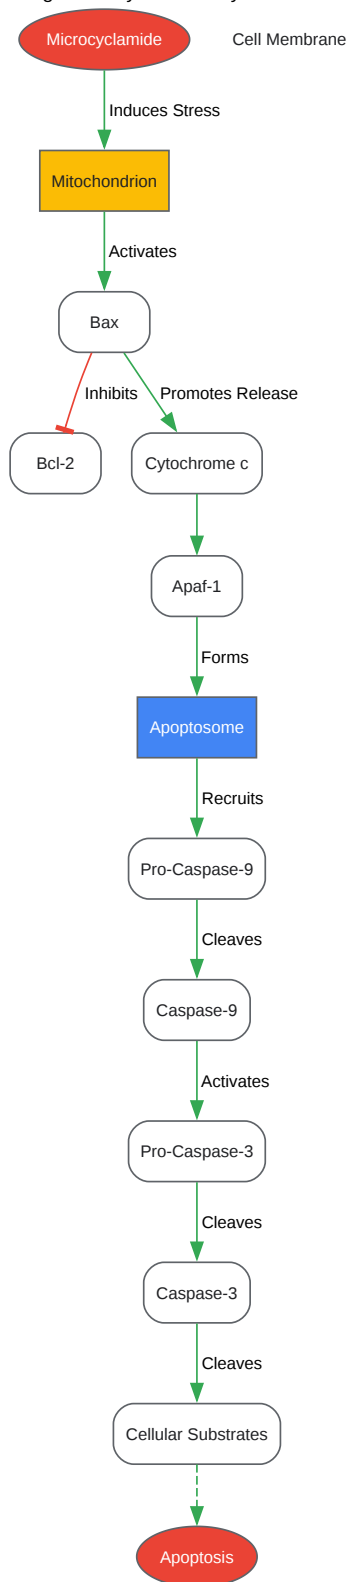 Microcyclamide
Cell Membrane
Induces Stress
Mitochondrion
Activates
Bax
Inhibits
Promotes Release
Bcl-2
Cytochrome c
Apaf-1
Forms
Apoptosome
Recruits
Pro-Caspase-9
Cleaves
Caspase-9
Activates
Pro-Caspase-3
Cleaves
Caspase-3
Cleaves
Cellular Substrates
Apoptosis